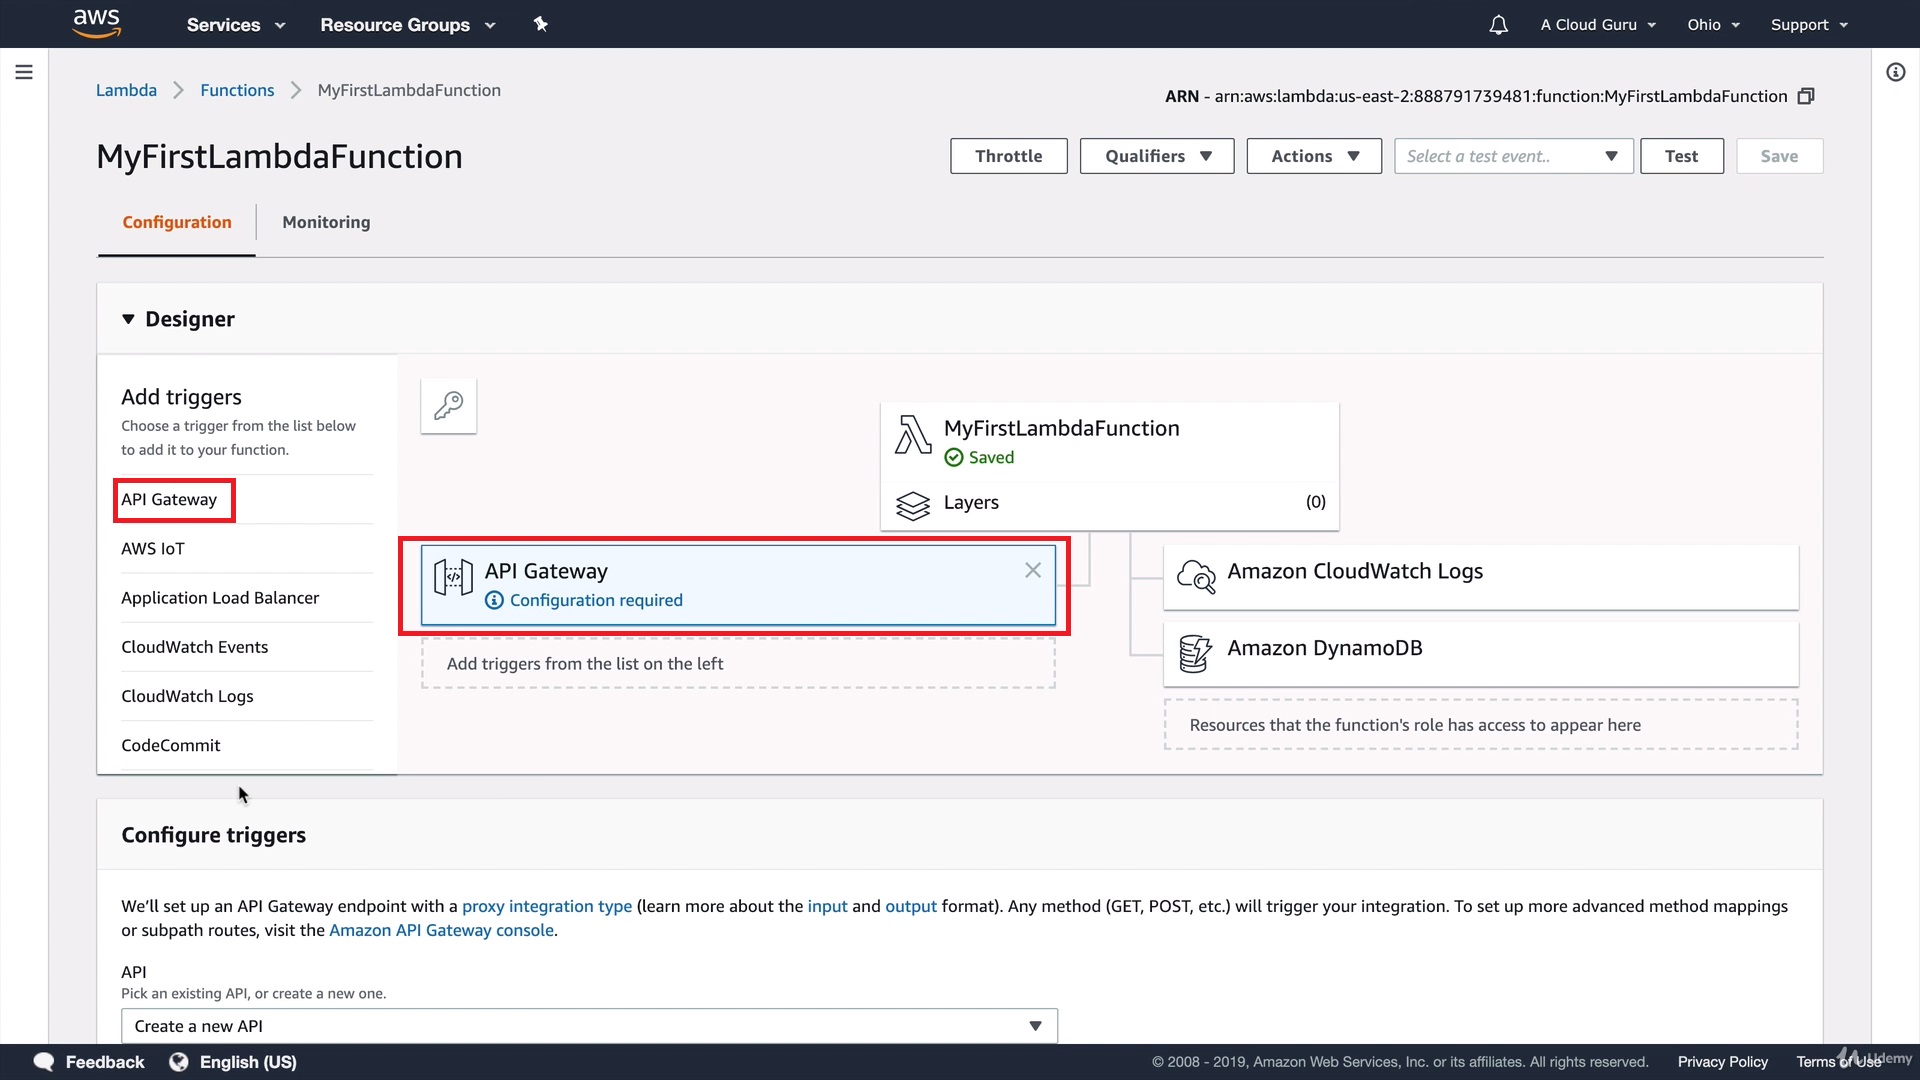 aws
Services
Resource Groups
A Cloud Guru
Ohio
Support
Lambda
Functions
MyFirstLambdaFunction
ARN - arn:aws:lambda:us-east-2:888791739481:function:MyFirstLambdaFunction
MyFirstLambdaFunction
Throttle
Qualifiers
Actions
Select a test event..
Test
Save
Configuration
Monitoring
Designer
Add triggers
Choose a trigger from the list below
to add it to your function.
API Gateway
AWS IoT
Application Load Balancer
CloudWatch Events
CloudWatch Logs
CodeCommit
MyFirstLambdaFunction
Saved
Layers
(0)
API Gateway
Configuration required
Add triggers from the list on the left
Amazon CloudWatch Logs
Amazon DynamoDB
Resources that the function's role has access to appear here
Configure triggers
We'll set up an API Gateway endpoint with a proxy integration type (learn more about the input and output format). Any method (GET, POST, etc.) will trigger your integration. To set up more advanced method mappings
or subpath routes, visit the Amazon API Gateway console.
API
Pick an existing API, or create a new one.
Create a new API
Feedback
English (US)
© 2008 - 2019, Amazon Web Services, Inc. or its affiliates. All rights reserved.
Privacy Policy
Terms of Use
Udemy